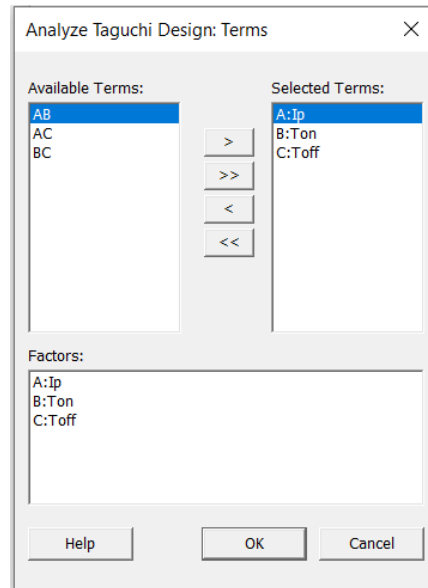 Analyze Taguchi Design: Terms
Available Terms:
AB
AC
BC
>
>>
<
<<
Selected Terms:
A:Ip
B:Ton
C:Toff
Factors:
A:Ip
B:Ton
C:Toff
Help
OK
Cancel